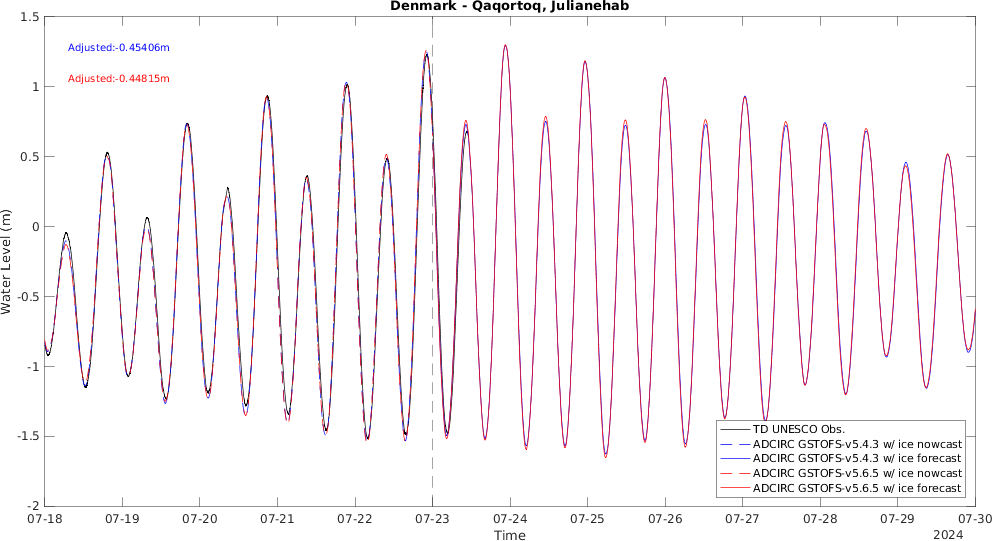 Denmark - Qaqortoq, Julianehab
1.5
Adjusted:-0.45406m
Adjusted:-0.44815m
1
0.5
0
-0.5
-1
-1.5
-2
Water Level (m)
TD UNESCO Obs.
ADCIRC GSTOFS-v5.4.3 w/ ice nowcast
ADCIRC GSTOFS-v5.4.3 w/ ice forecast
ADCIRC GSTOFS-v5.6.5 w/ ice nowcast
ADCIRC GSTOFS-v5.6.5 w/ ice forecast
07-18 07-19 07-20 07-21 07-22 07-23 07-24 07-25 07-26 07-27 07-28 07-29 07-30
Time
2024